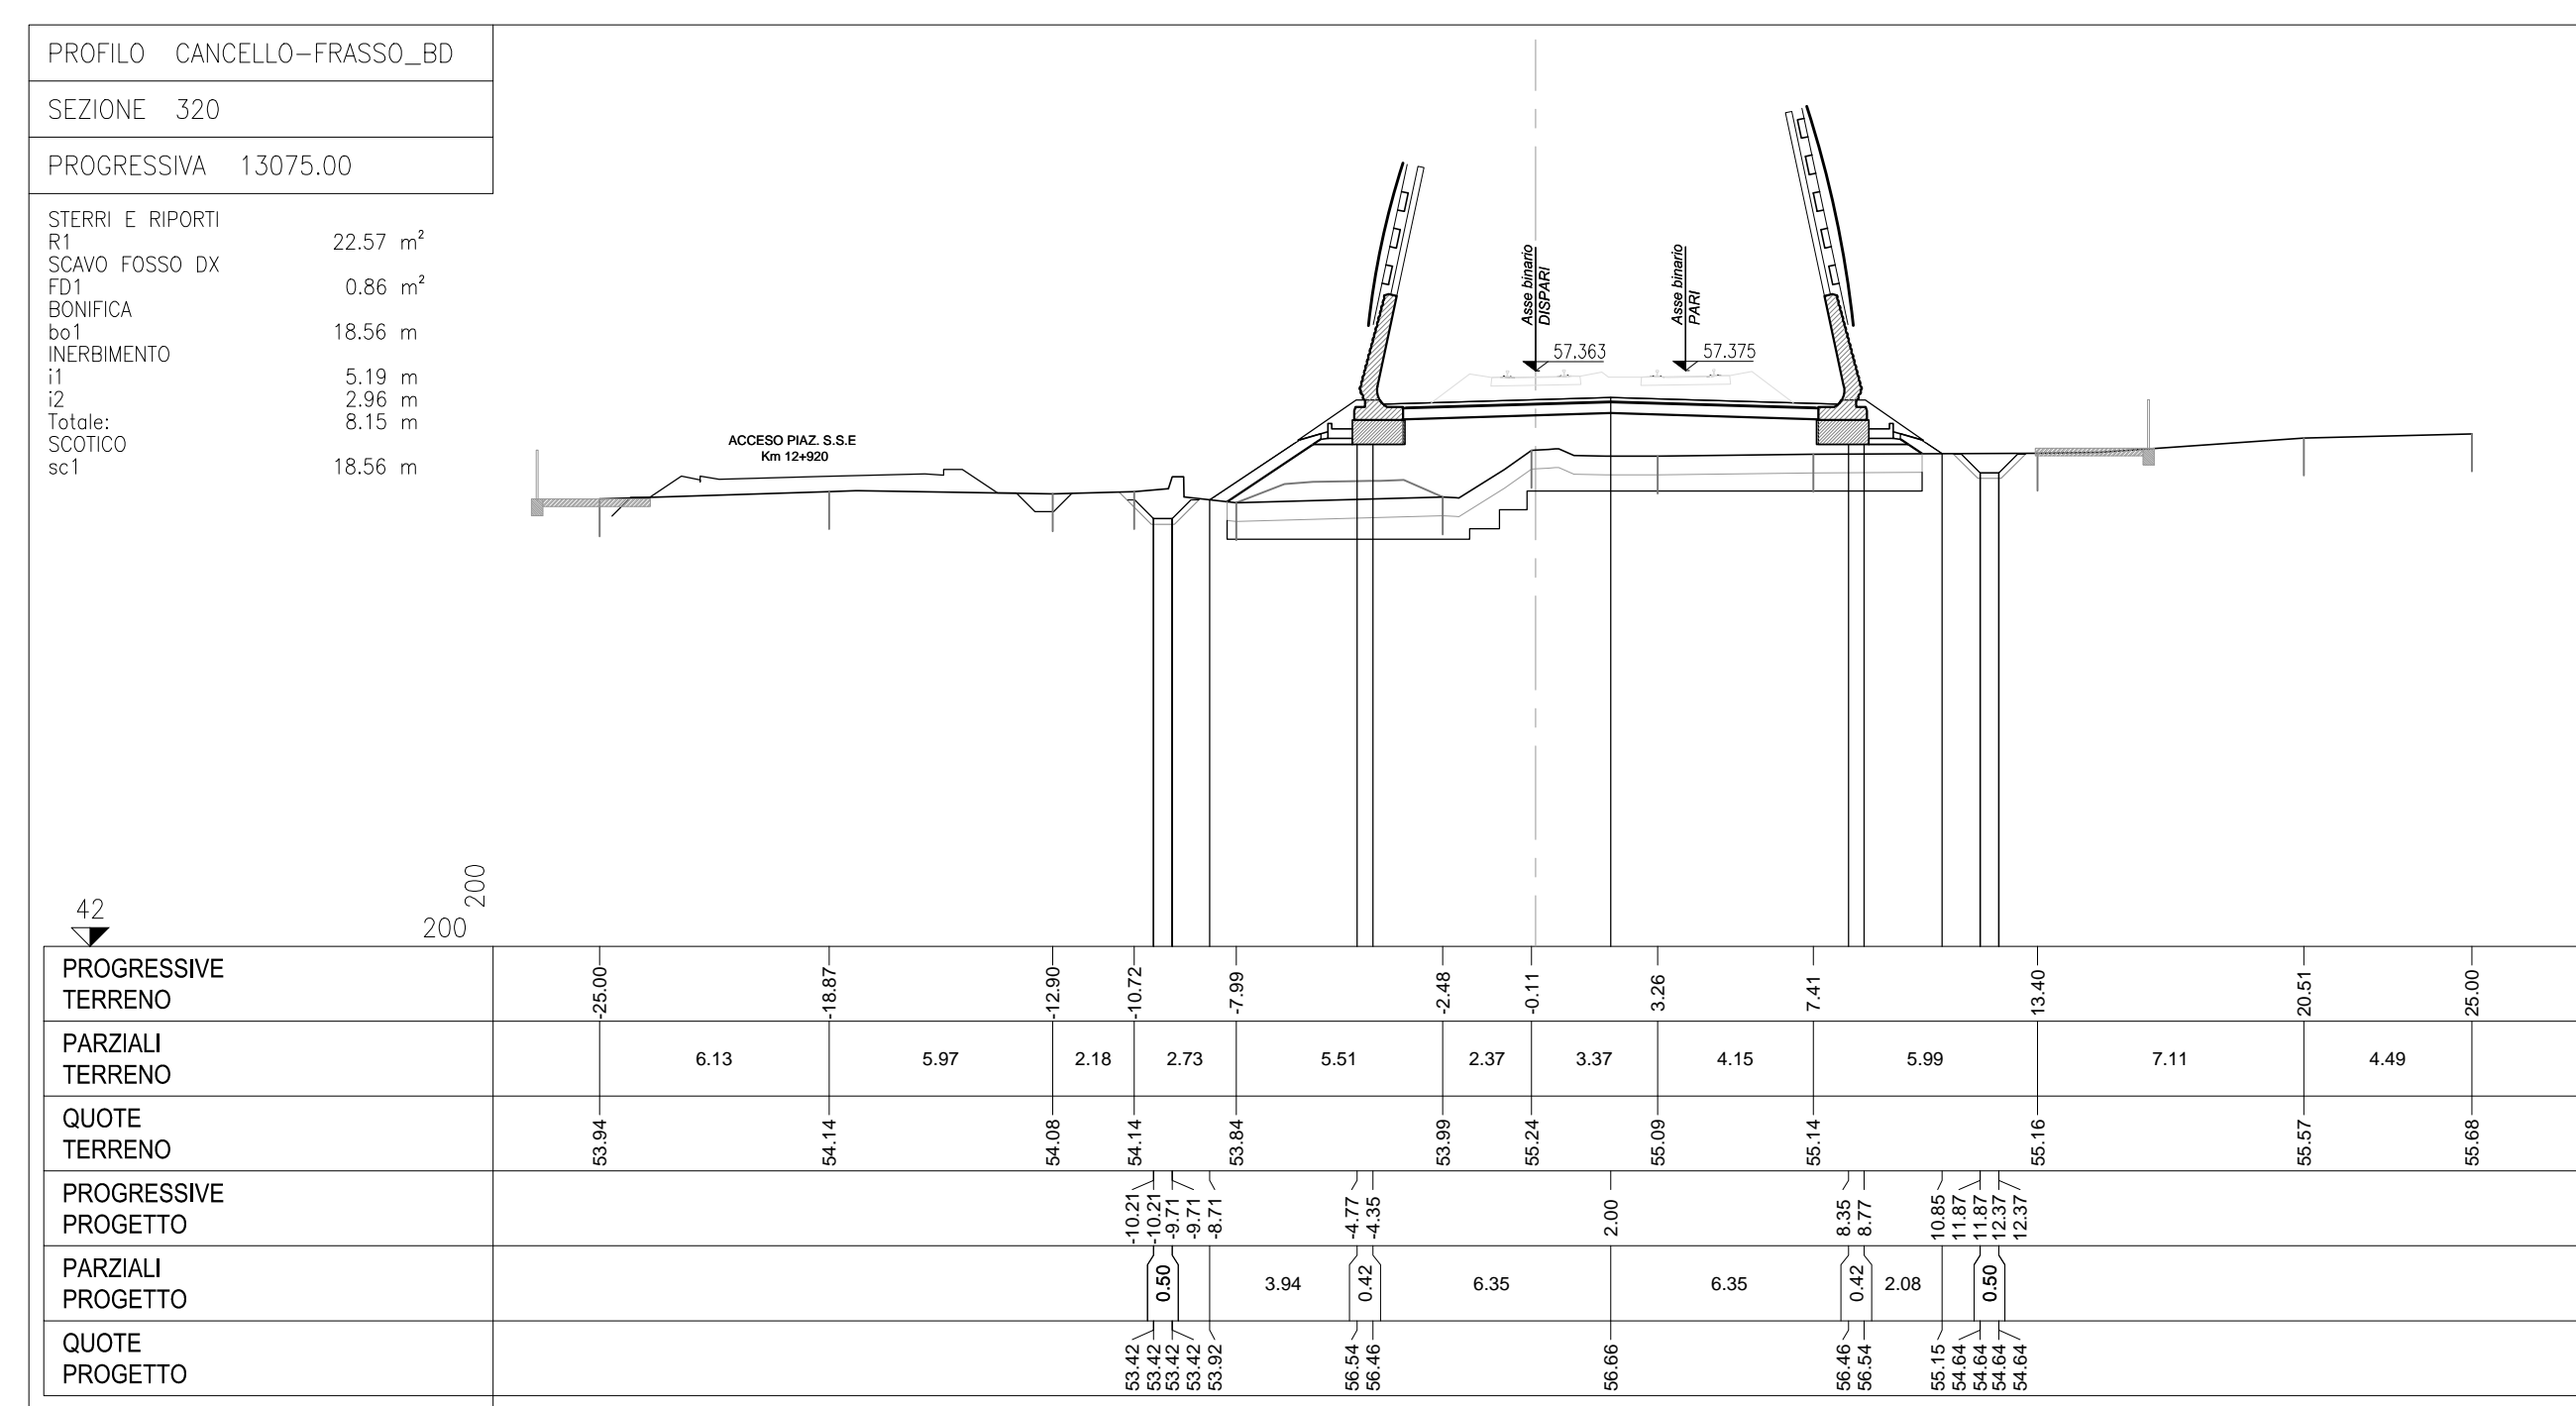 PROFILO CANCELLO-FRASSO_BD
SEZIONE 320
PROGRESSIVA 13075.00
STERRI E RIPORTI
R1 22.57 m²
SCAVO FOSSO DX
FD1 0.86 m²
BONIFICA
bo1 18.56 m
INERBIMENTO
i1 5.19 m
i2 2.96 m
Totale: 8.15 m
SCOTICO
sc1 18.56 m
ACCESO PIAZ. S.S.E
Km 12+920
Asse binario
DISPARI
57.363
Asse binario
PARI
57.375
42
200
200
PROGRESSIVE
TERRENO
-25.00 -18.87 -12.90 -10.72 -7.99 -2.48 -0.11 3.26 7.41 13.40 20.51 25.00
PARZIALI
TERRENO
6.13 5.97 2.18 2.73 5.51 2.37 3.37 4.15 5.99 7.11 4.49
QUOTE
TERRENO
53.94 54.14 54.08 54.14 53.84 53.99 55.24 55.09 55.14 55.16 55.57 55.68
PROGRESSIVE
PROGETTO
-10.21 -10.21 -9.71 -9.71 -8.71 -4.77 -4.35 2.00 8.35 8.77 10.85 11.87 11.87 12.37 12.37
PARZIALI
PROGETTO
0.50 3.94 0.42 6.35 6.35 0.42 2.08 0.50
QUOTE
PROGETTO
53.42 53.42 53.42 53.42 53.92 56.54 56.46 56.66 56.46 56.54 55.15 54.64 54.64 54.64 54.64